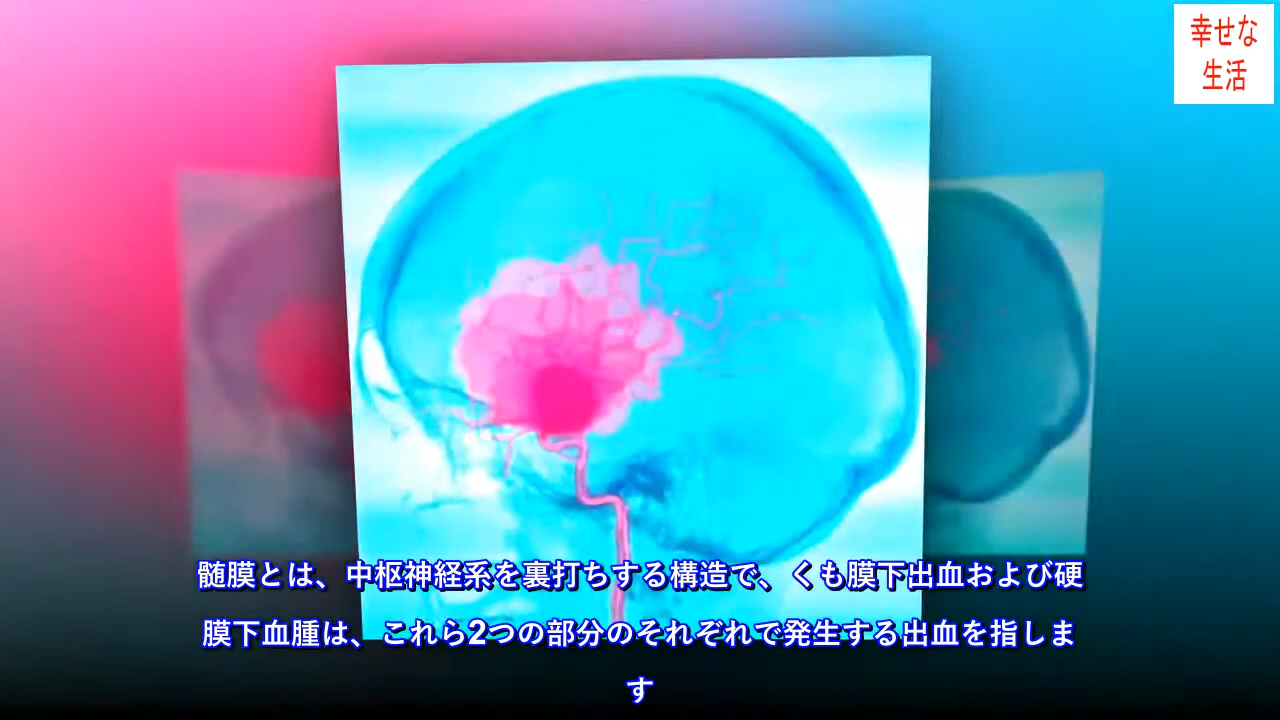 幸せな
生活
髄膜とは、中枢神経系を裏打ちする構造で、くも膜下出血および硬
膜下血腫は、これら2つの部分のそれぞれで発生する出血を指しま
す